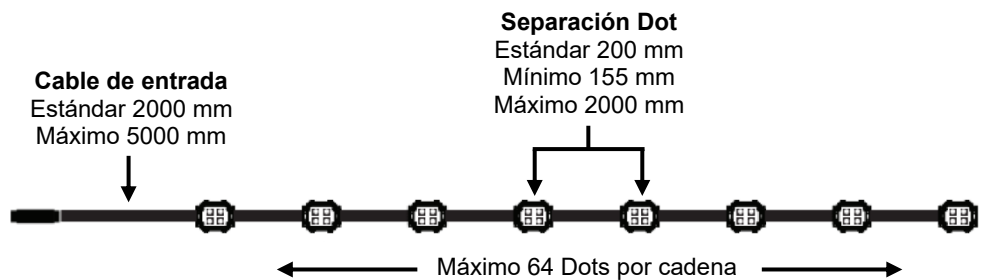 Separación Dot
Estándar 200 mm
Mínimo 155 mm
Máximo 2000 mm
Cable de entrada
Estándar 2000 mm
Máximo 5000 mm
Máximo 64 Dots por cadena